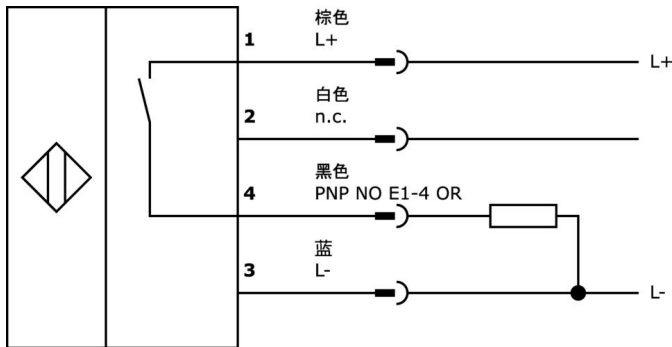 棕色
1 L+
L+
白色
2 n.c.
黑色
4 PNP NO E1-4 OR
蓝
3 L-
L-